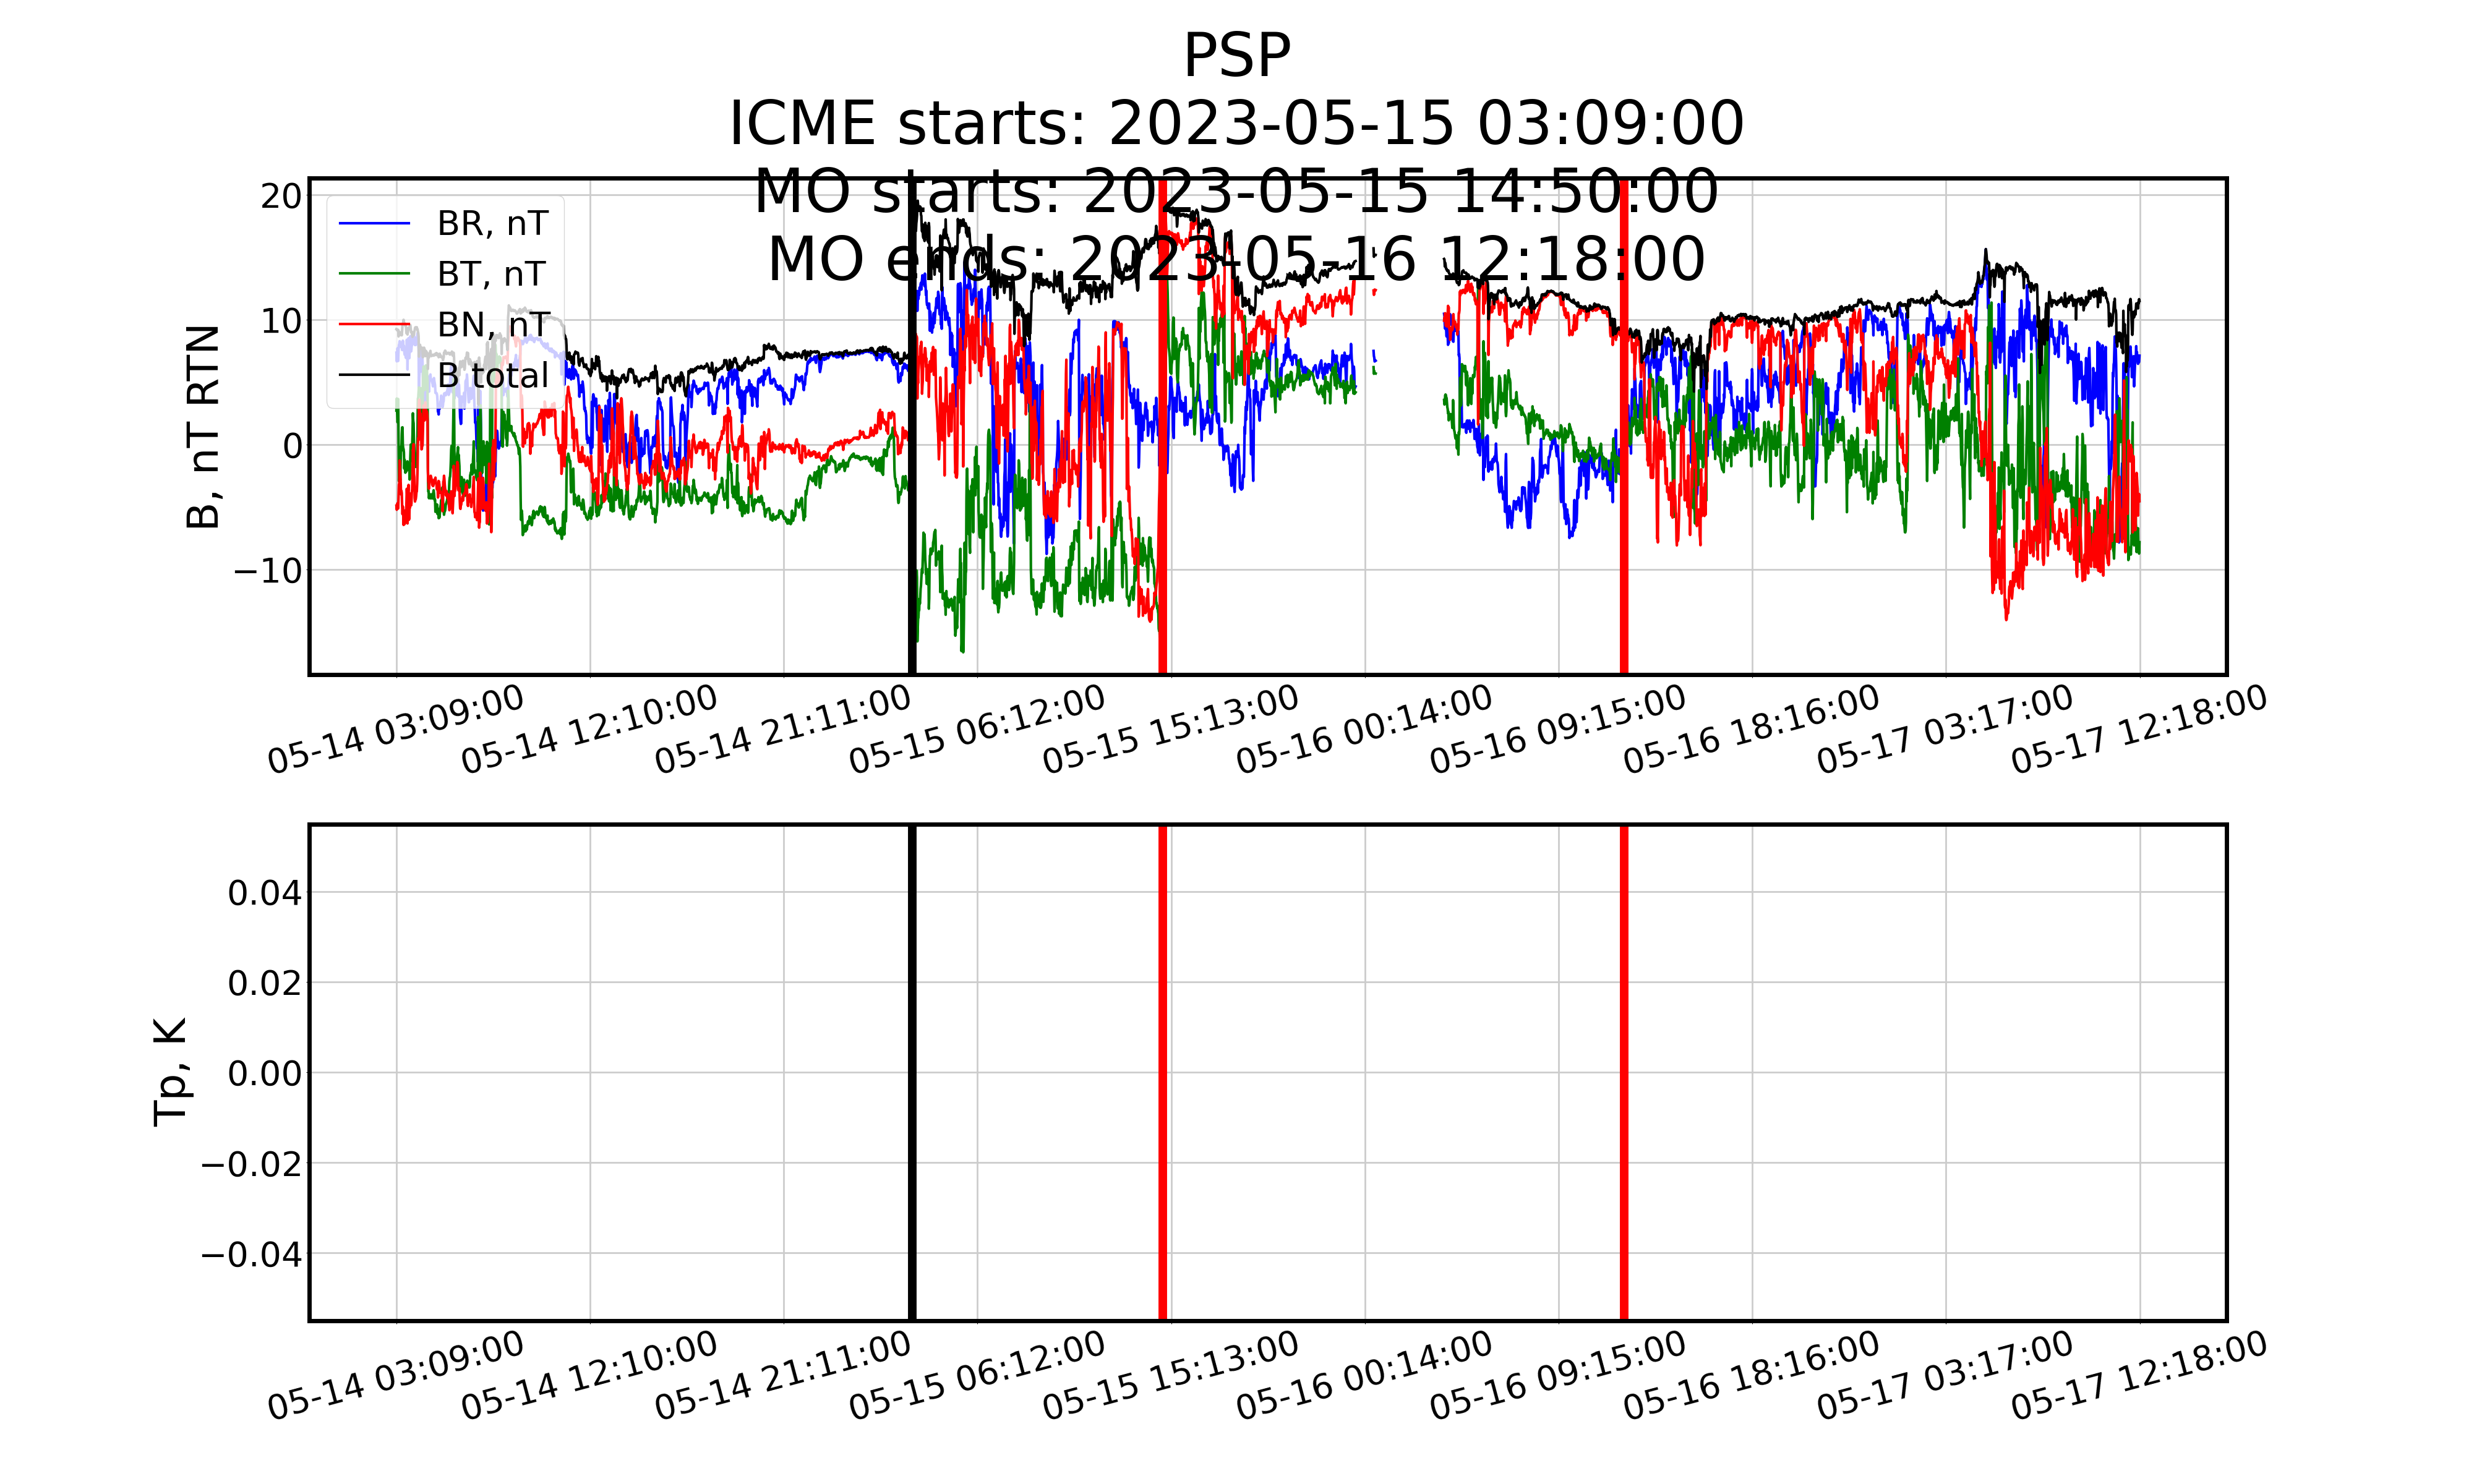 PSP
ICME starts: 2023-05-15 03:09:00
MO starts: 2023-05-15 14:50:00
MO ends: 2023-05-16 12:18:00
BR, nT
BT, nT
BN, nT
B total
B, nT RTN
20
10
0
−10
05-14 03:09:00
05-14 12:10:00
05-14 21:11:00
05-15 06:12:00
05-15 15:13:00
05-16 00:14:00
05-16 09:15:00
05-16 18:16:00
05-17 03:17:00
05-17 12:18:00
Tp, K
0.04
0.02
0.00
−0.02
−0.04
05-14 03:09:00
05-14 12:10:00
05-14 21:11:00
05-15 06:12:00
05-15 15:13:00
05-16 00:14:00
05-16 09:15:00
05-16 18:16:00
05-17 03:17:00
05-17 12:18:00